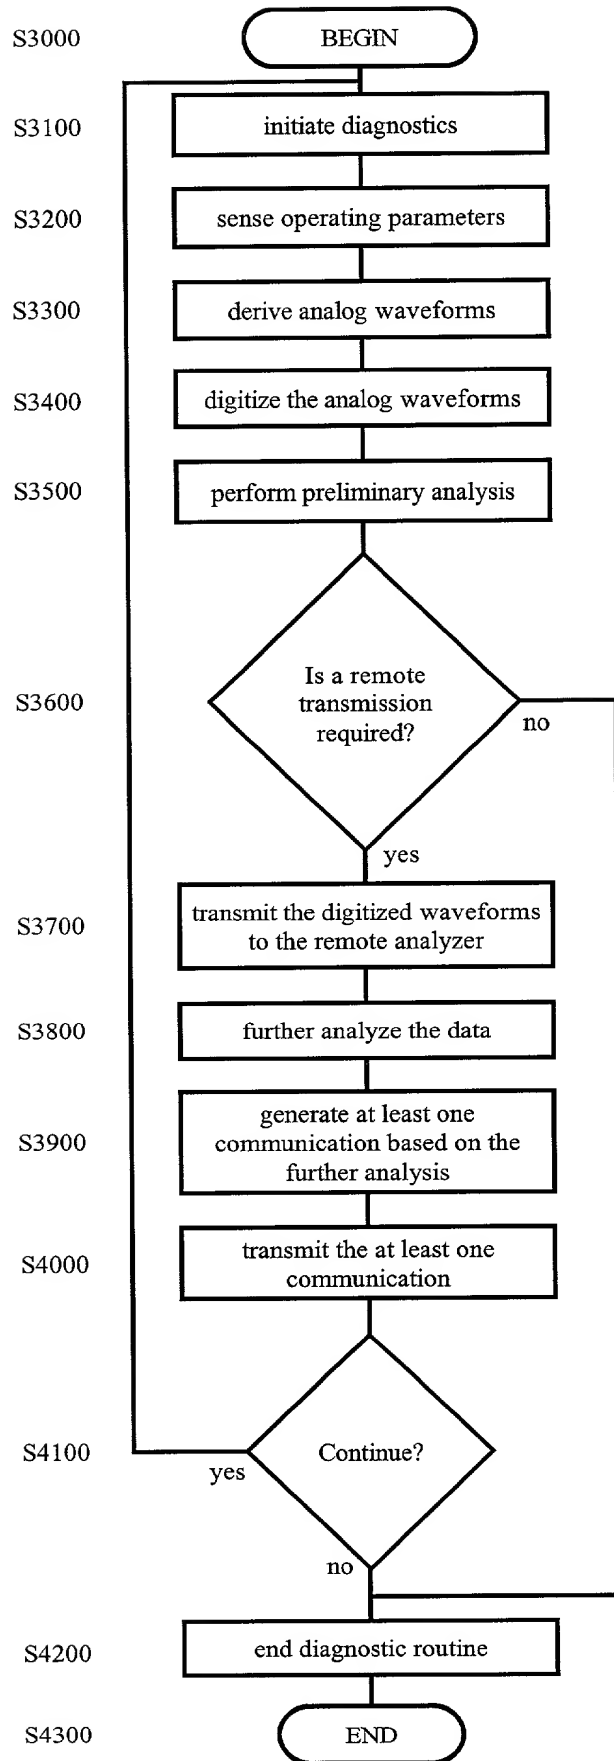 S3000 BEGIN
S3100 initiate diagnostics
S3200 sense operating parameters
S3300 derive analog waveforms
S3400 digitize the analog waveforms
S3500 perform preliminary analysis
Is a remote
S3600 transmission
required?
no
yes
S3700 transmit the digitized waveforms
to the remote analyzer
S3800 further analyze the data
generate at least one
S3900 communication based on the
further analysis
S4000 transmit the at least one
communication
S4100 Continue?
yes
no
S4200 end diagnostic routine
S4300 END